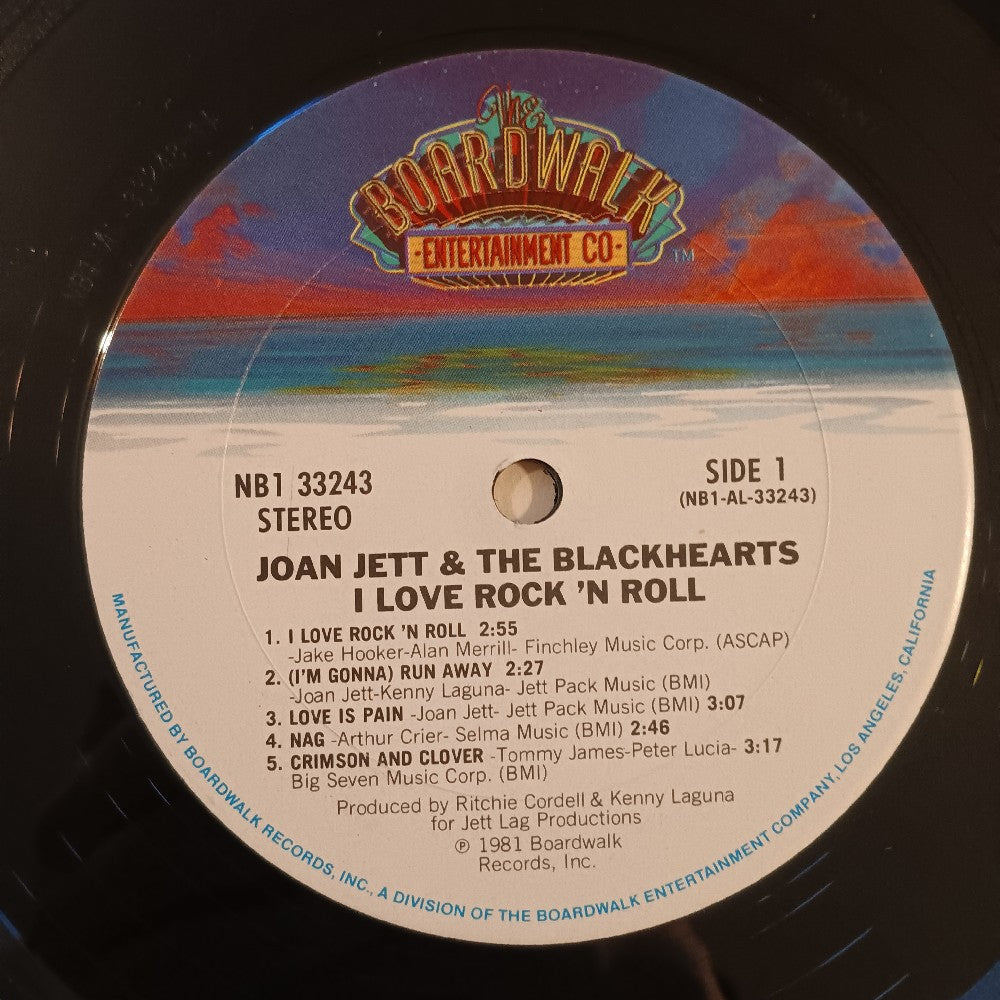 The
BOARDWALK
·ENTERTAINMENT CO·
TM
NB1 33243
STEREO
SIDE 1
(NB1-AL-33243)
JOAN JETT & THE BLACKHEARTS
I LOVE ROCK 'N ROLL
1. I LOVE ROCK 'N ROLL 2:55
-Jake Hooker-Alan Merrill- Finchley Music Corp. (ASCAP)
2. (I'M GONNA) RUN AWAY 2:27
-Joan Jett-Kenny Laguna- Jett Pack Music (BMI)
3. LOVE IS PAIN -Joan Jett- Jett Pack Music (BMI) 3:07
4. NAG -Arthur Crier- Selma Music (BMI) 2:46
5. CRIMSON AND CLOVER -Tommy James-Peter Lucia- 3:17
Big Seven Music Corp. (BMI)
Produced by Ritchie Cordell & Kenny Laguna
for Jett Lag Productions
℗ 1981 Boardwalk
Records, Inc.
MANUFACTURED BY BOARDWALK RECORDS, INC., A DIVISION OF THE BOARDWALK ENTERTAINMENT COMPANY, LOS ANGELES, CALIFORNIA